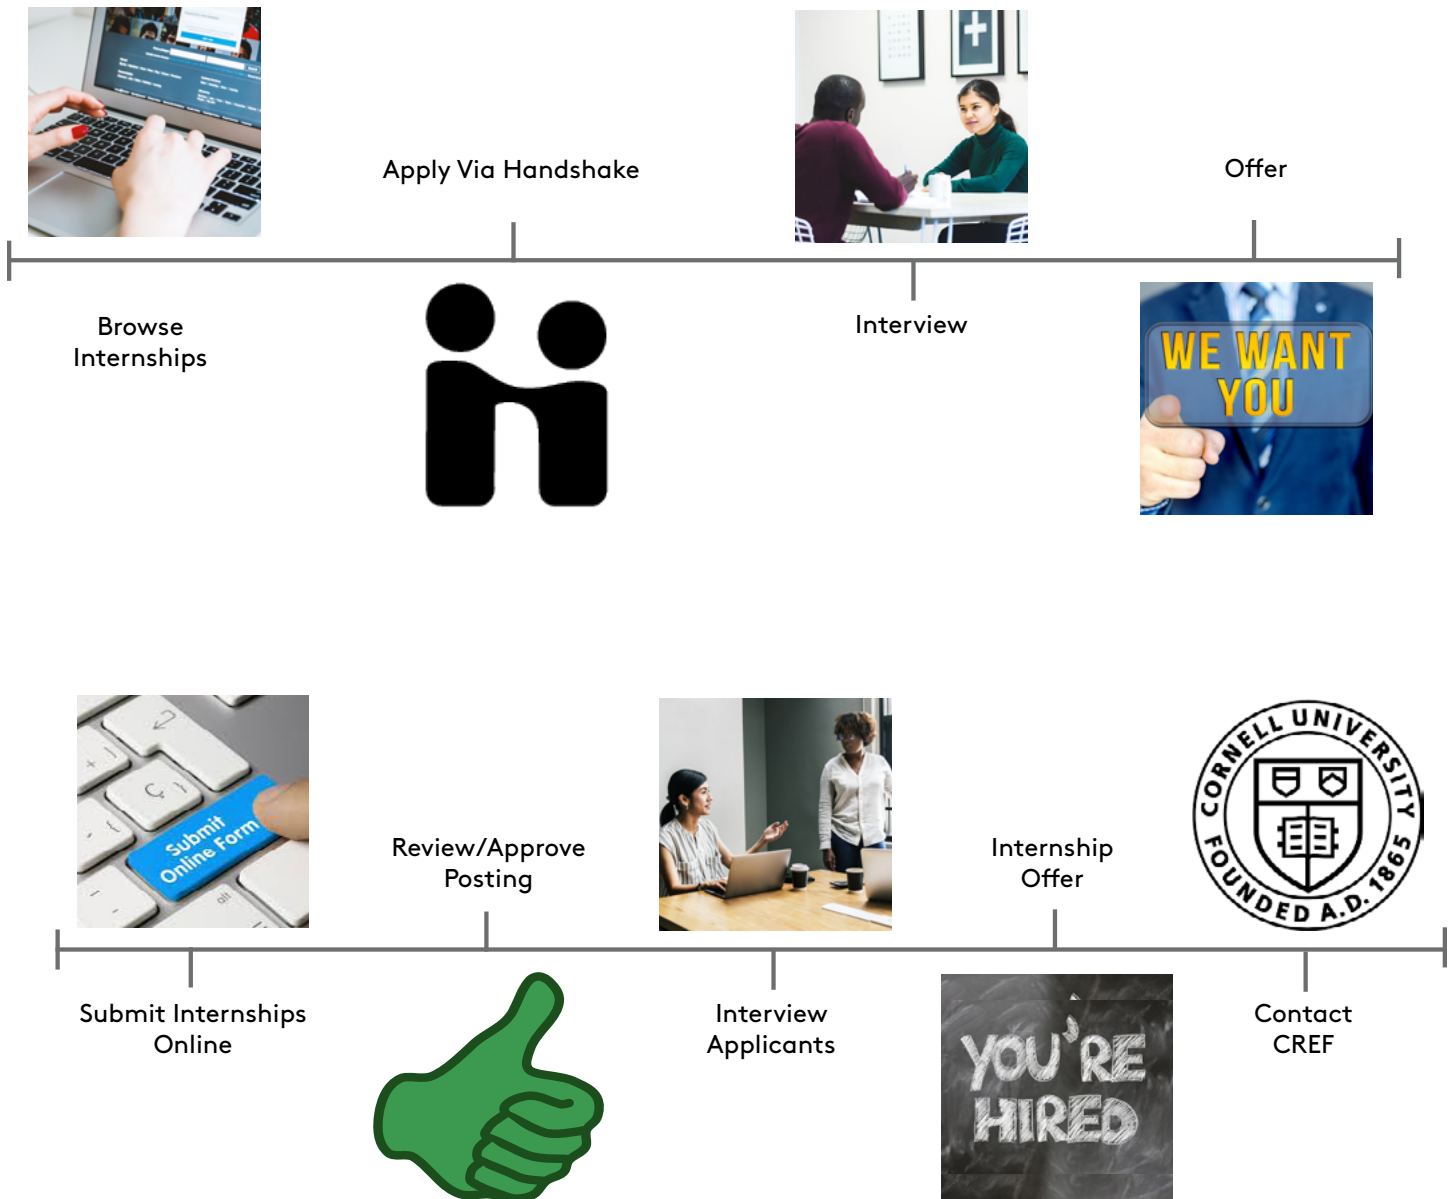 Apply Via Handshake
Offer
Browse
Internships
Interview
WE WANT
YOU
Submit
Online Form
alt
Review/Approve
Posting
Internship
Offer
CORNELL UNIVERSITY
FOUNDED A.D. 1865
Submit Internships
Online
Interview
Applicants
YOU'RE
HIRED
Contact
CREF